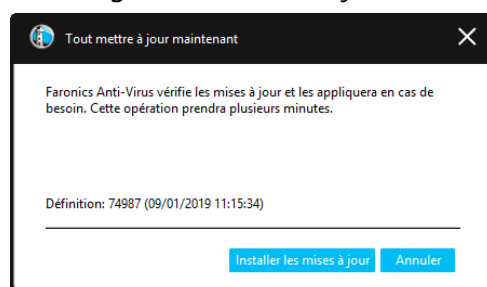 Tout mettre à jour maintenant
Faronics Anti-Virus vérifie les mises à jour et les appliquera en cas de
besoin. Cette opération prendra plusieurs minutes.
Définition: 74987 (09/01/2019 11:15:34)
Installer les mises à jour Annuler